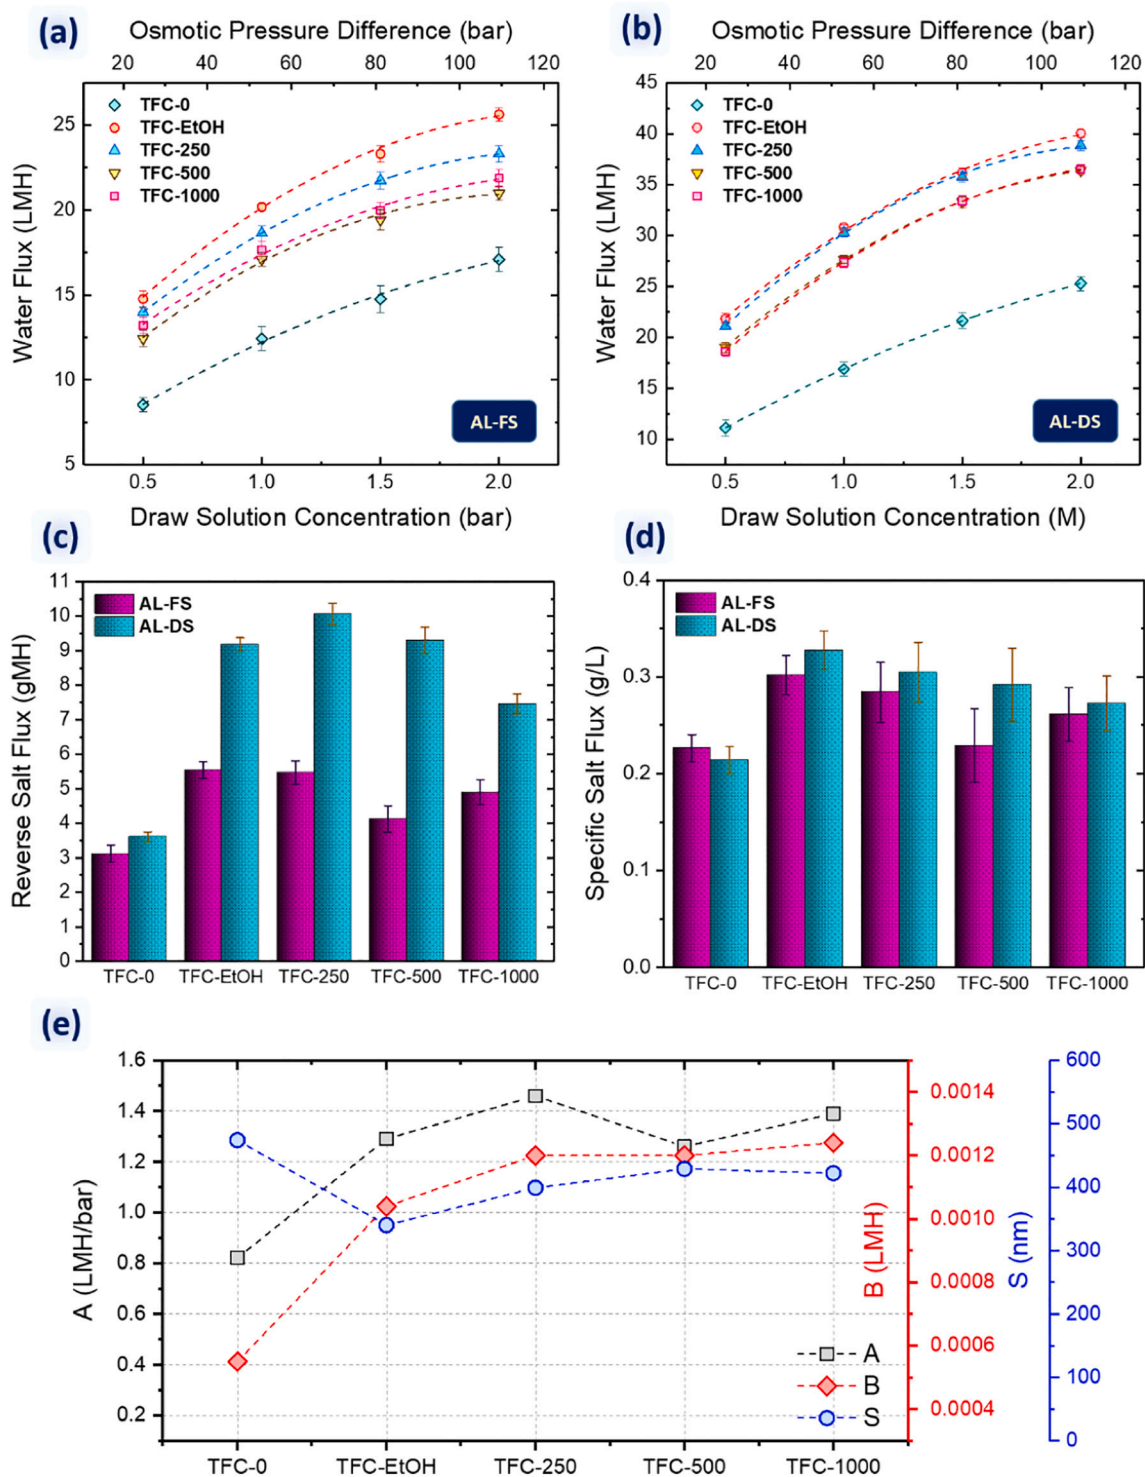 (a)
Osmotic Pressure Difference (bar)
20 40 60 80 100 120
TFC-0
TFC-EtOH
TFC-250
TFC-500
TFC-1000
25
20
15
10
5
Water Flux (LMH)
AL-FS
0.5 1.0 1.5 2.0
Draw Solution Concentration (bar)
(b)
Osmotic Pressure Difference (bar)
20 40 60 80 100 120
TFC-0
TFC-EtOH
TFC-250
TFC-500
TFC-1000
45
40
35
30
25
20
15
10
Water Flux (LMH)
AL-DS
0.5 1.0 1.5 2.0
Draw Solution Concentration (M)
(c)
AL-FS
AL-DS
11
10
9
8
7
6
5
4
3
2
1
0
Reverse Salt Flux (gMH)
TFC-0 TFC-EtOH TFC-250 TFC-500 TFC-1000
(d)
AL-FS
AL-DS
0.4
0.3
0.2
0.1
0.0
Specific Salt Flux (g/L)
TFC-0 TFC-EtOH TFC-250 TFC-500 TFC-1000
(e)
1.6
1.4
1.2
1.0
0.8
0.6
0.4
0.2
A (LMH/bar)
0.0014
0.0012
0.0010
0.0008
0.0006
0.0004
B (LMH)
600
500
400
300
200
100
0
S (nm)
A
B
S
TFC-0 TFC-EtOH TFC-250 TFC-500 TFC-1000